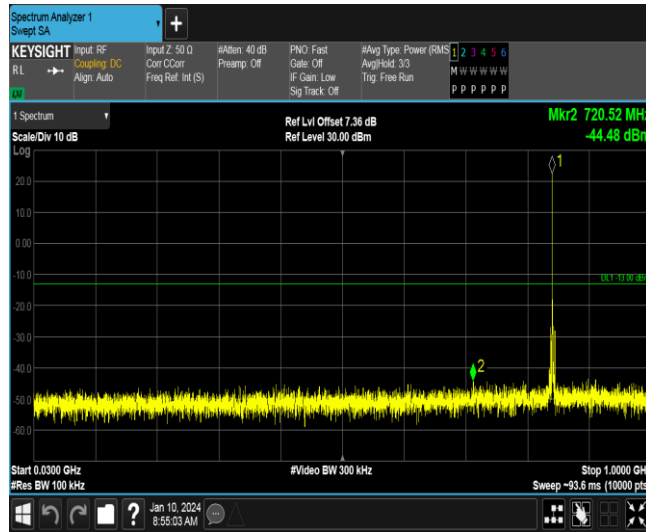 Spectrum Analyzer 1
Swept SA
+
KEYSIGHT
RL
LXI
Input: RF
Coupling: DC
Align: Auto
Input Z: 50 Ω
Corr CCorr
Freq Ref: Int (S)
#Atten: 40 dB
Preamp: Off
PNO: Fast
Gate: Off
IF Gain: Low
Sig Track: Off
#Avg Type: Power (RMS
Avg|Hold: 3/3
Trig: Free Run
1 2 3 4 5 6
M W W W W W
P P P P P P
1 Spectrum
Scale/Div 10 dB
Log
Ref Lvl Offset 7.36 dB
Ref Level 30.00 dBm
Mkr2 720.52 MHz
-44.48 dBm
1
20.0
10.0
0.00
-10.0
DL1 -13.00 dBm
-20.0
-30.0
-40.0
2
-50.0
-60.0
Start 0.0300 GHz
#Res BW 100 kHz
#Video BW 300 kHz
Stop 1.0000 GH
Sweep ~93.6 ms (10000 pts
?
Jan 10, 2024
8:55:03 AM